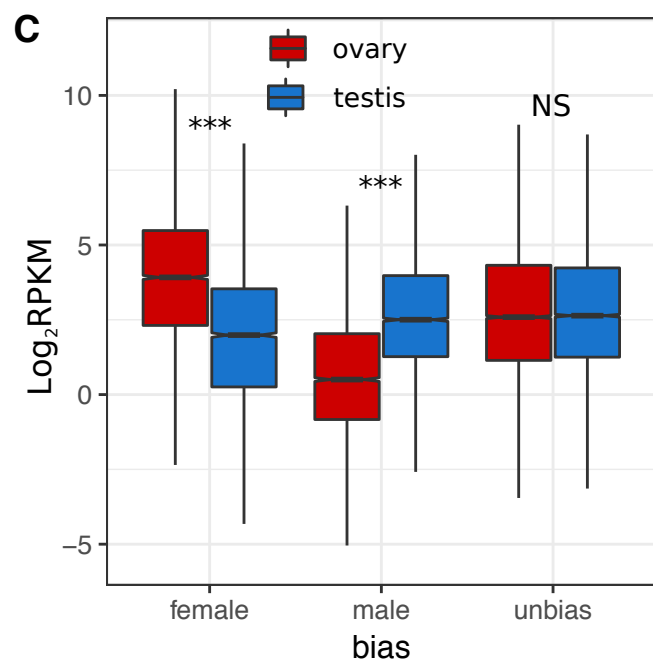 C
ovary
testis
***
***
NS
10
5
0
−5
Log₂RPKM
female male unbias
bias